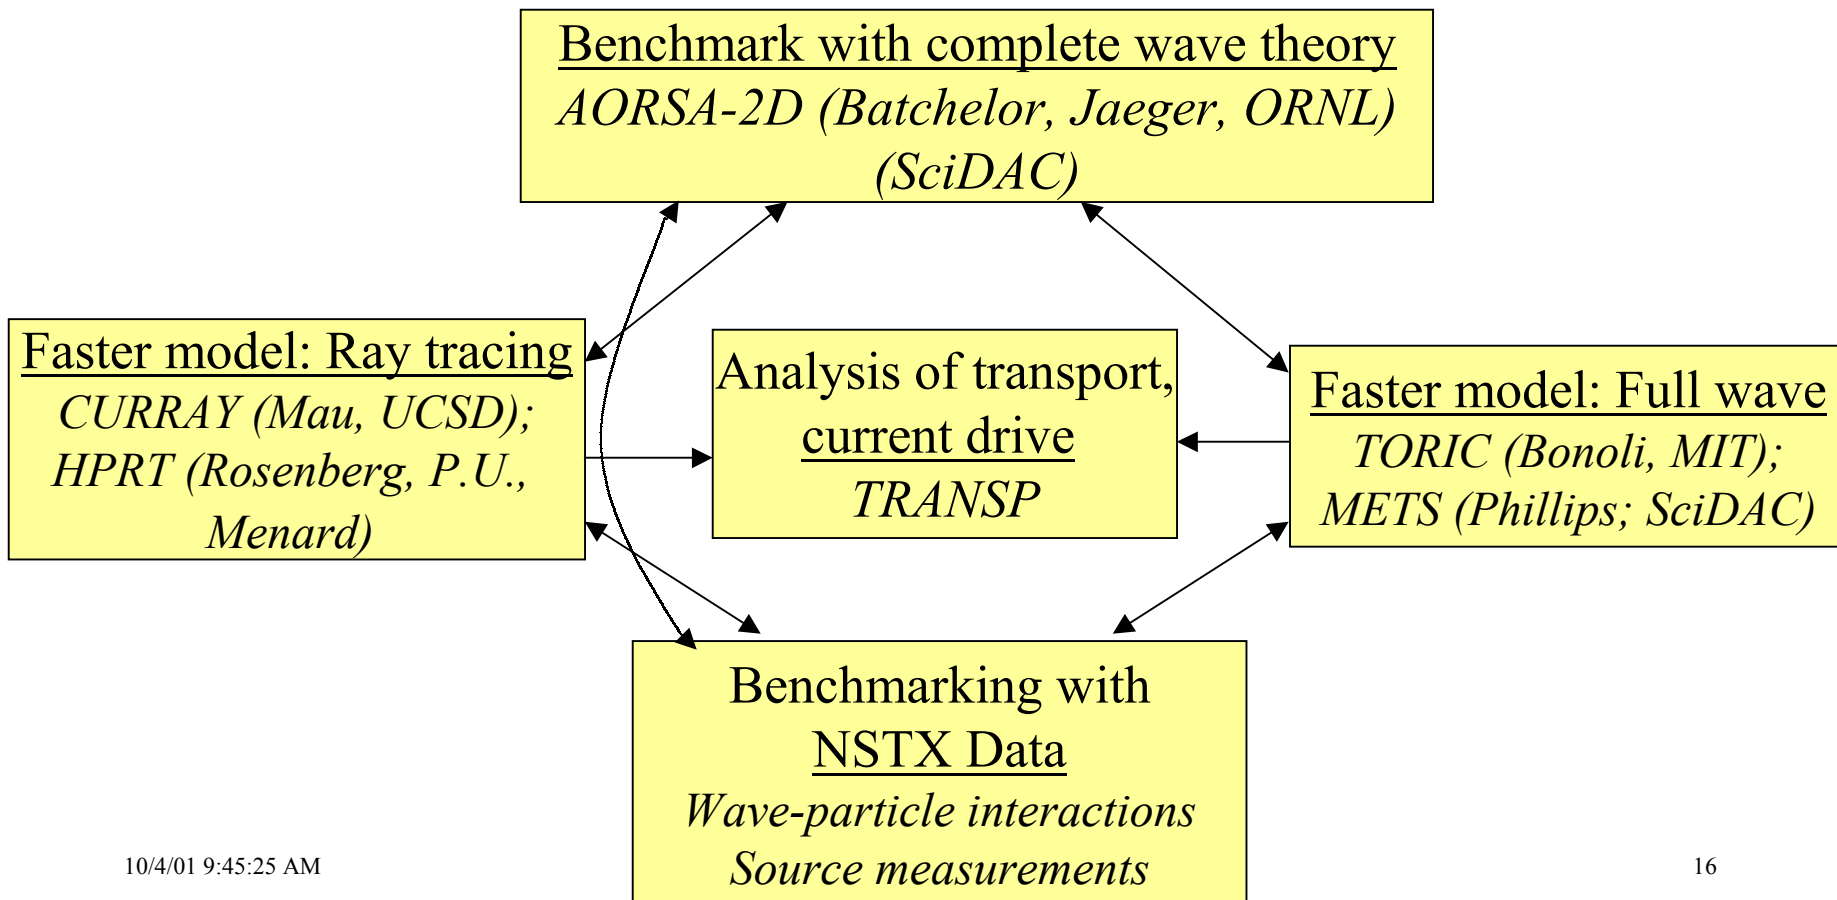 Benchmark with complete wave theory
AORSA-2D (Batchelor, Jaeger, ORNL)
(SciDAC)
Faster model: Ray tracing
CURRAY (Mau, UCSD);
HPRT (Rosenberg, P.U.,
Menard)
Analysis of transport,
current drive
TRANSP
Faster model: Full wave
TORIC (Bonoli, MIT);
METS (Phillips; SciDAC)
Benchmarking with
NSTX Data
Wave-particle interactions
Source measurements
10/4/01 9:45:25 AM
16